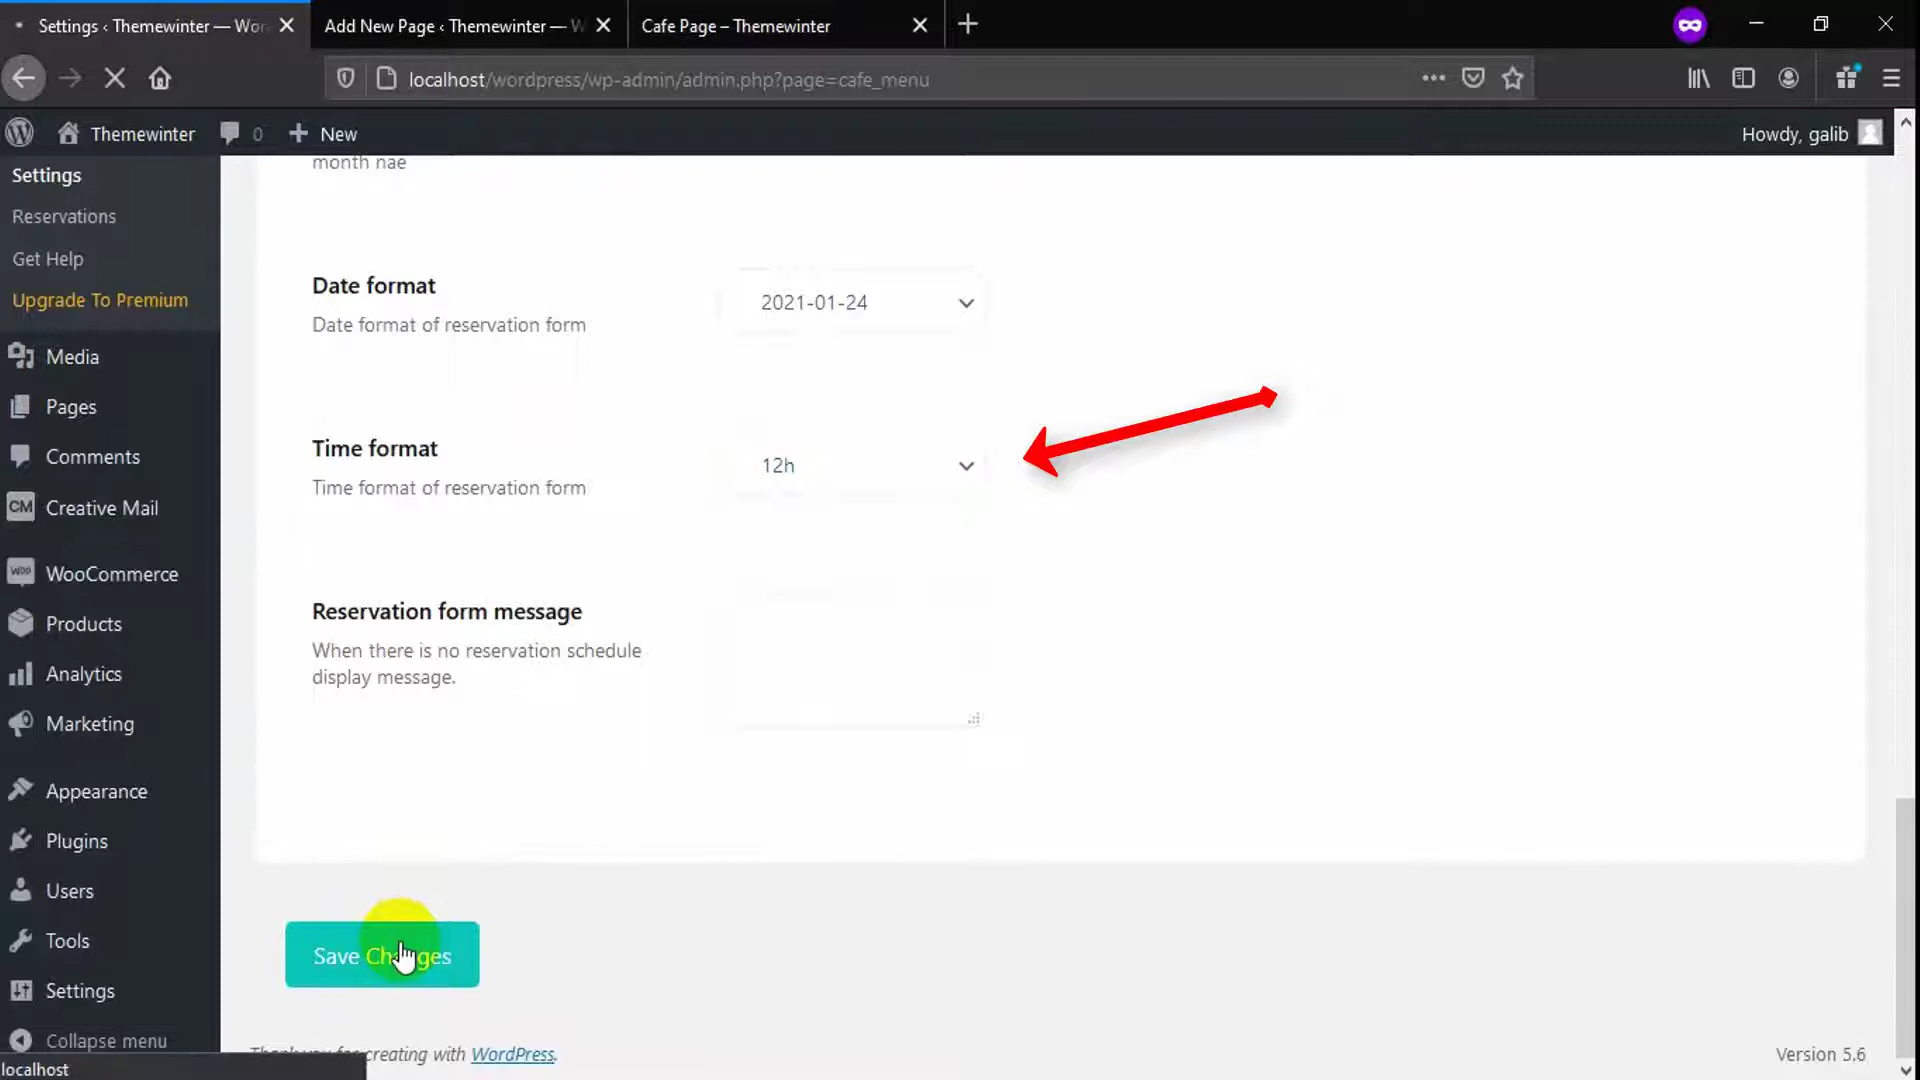 Settings ‹ Themewinter — Wor
Add New Page ‹ Themewinter — W
Cafe Page – Themewinter
localhost/wordpress/wp-admin/admin.php?page=cafe_menu
Themewinter
0
New
Howdy, galib
Settings
Reservations
Get Help
Upgrade To Premium
Media
Pages
Comments
CM
Creative Mail
Woo
WooCommerce
Products
Analytics
Marketing
Appearance
Plugins
Users
Tools
Settings
Collapse menu
localhost
month nae
Date format
Date format of reservation form
2021-01-24
Time format
Time format of reservation form
12h
Reservation form message
When there is no reservation schedule
display message.
Save Changes
creating with WordPress.
Version 5.6